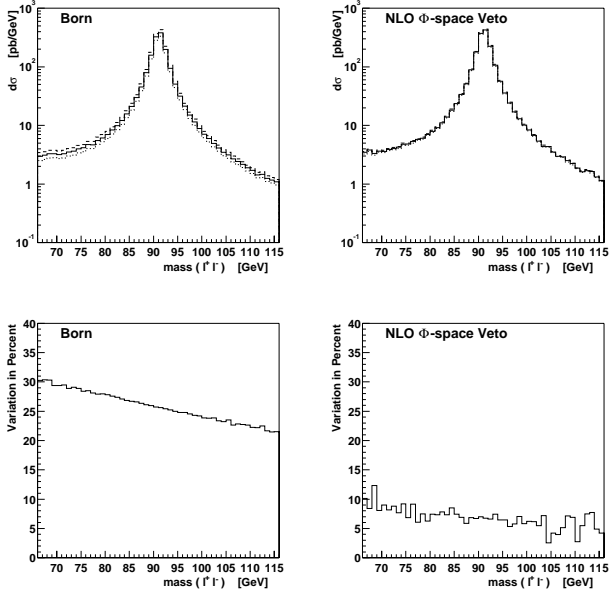 Born
dσ [pb/GeV]
10³
10²
10
1
10⁻¹
70 75 80 85 90 95 100 105 110 115
mass ( l⁺ l⁻ ) [GeV]
NLO Φ-space Veto
dσ [pb/GeV]
10³
10²
10
1
10⁻¹
70 75 80 85 90 95 100 105 110 115
mass ( l⁺ l⁻ ) [GeV]
Born
Variation in Percent
40
35
30
25
20
15
10
5
0
70 75 80 85 90 95 100 105 110 115
mass ( l⁺ l⁻ ) [GeV]
NLO Φ-space Veto
Variation in Percent
40
35
30
25
20
15
10
5
0
70 75 80 85 90 95 100 105 110 115
mass ( l⁺ l⁻ ) [GeV]